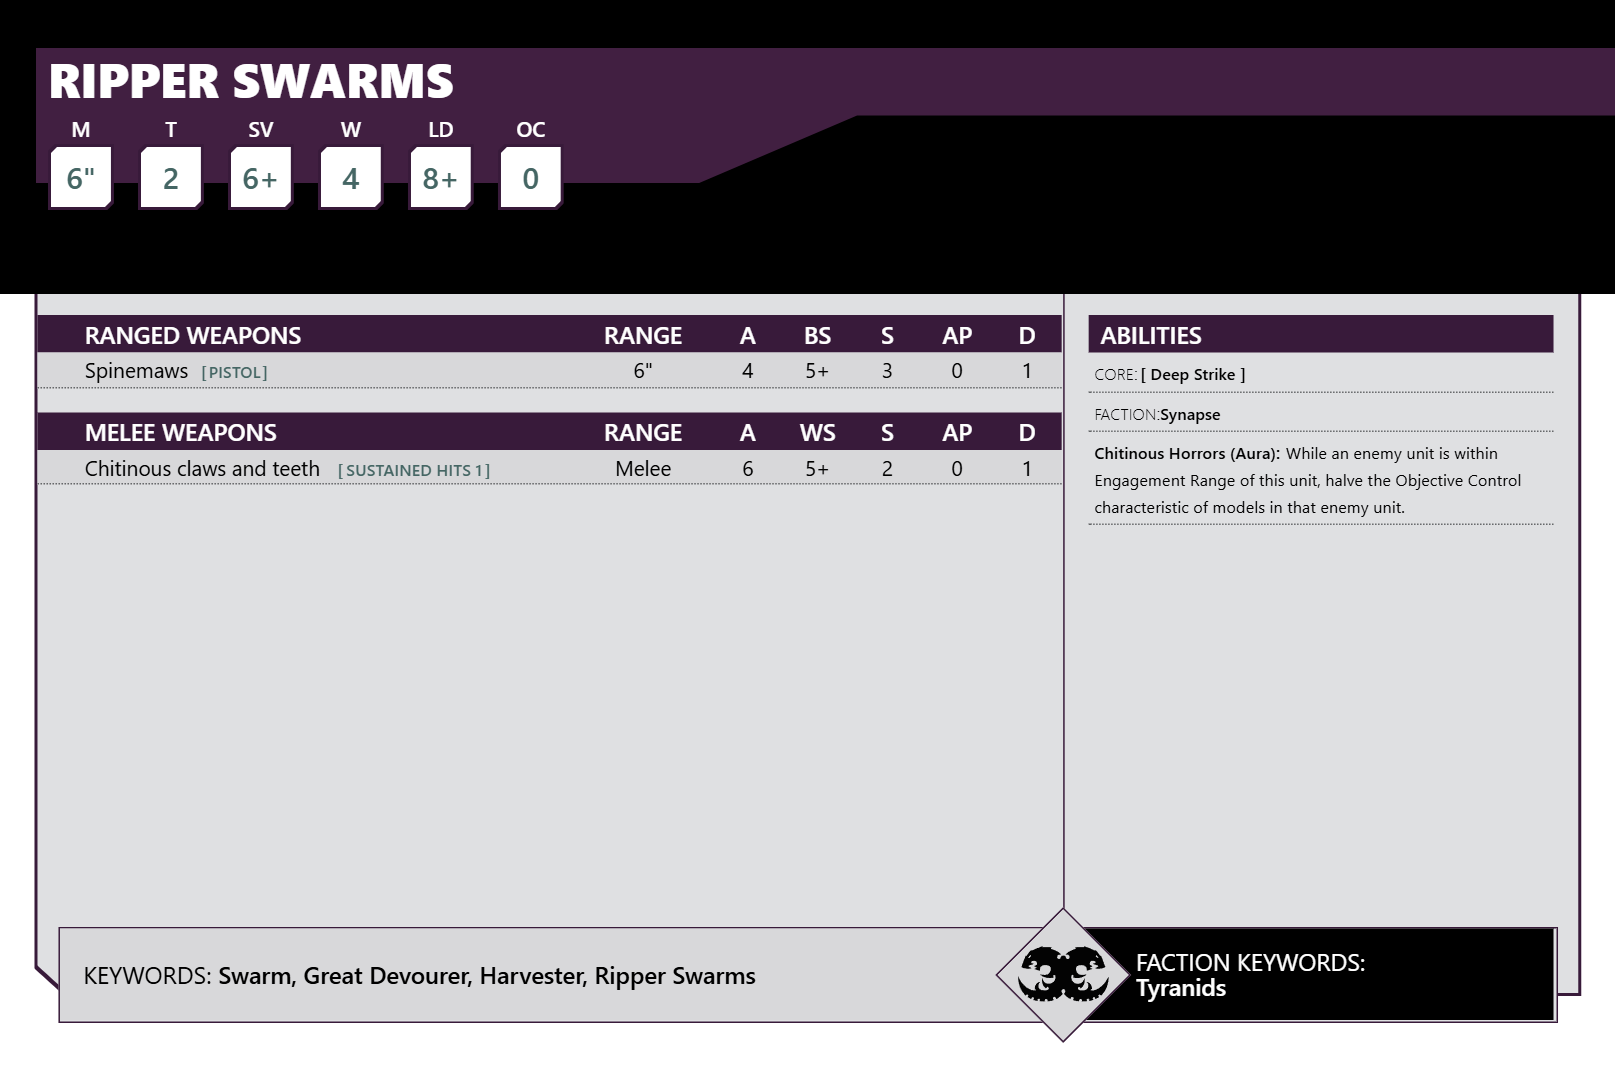 RIPPER SWARMS
M T SV W LD OC
6" 2 6+ 4 8+ 0
RANGED WEAPONS RANGE A BS S AP D
Spinemaws [PISTOL] 6" 4 5+ 3 0 1
MELEE WEAPONS RANGE A WS S AP D
Chitinous claws and teeth [SUSTAINED HITS 1] Melee 6 5+ 2 0 1
ABILITIES
CORE: [ Deep Strike ]
FACTION:Synapse
Chitinous Horrors (Aura): While an enemy unit is within
Engagement Range of this unit, halve the Objective Control
characteristic of models in that enemy unit.
KEYWORDS: Swarm, Great Devourer, Harvester, Ripper Swarms
FACTION KEYWORDS:
Tyranids